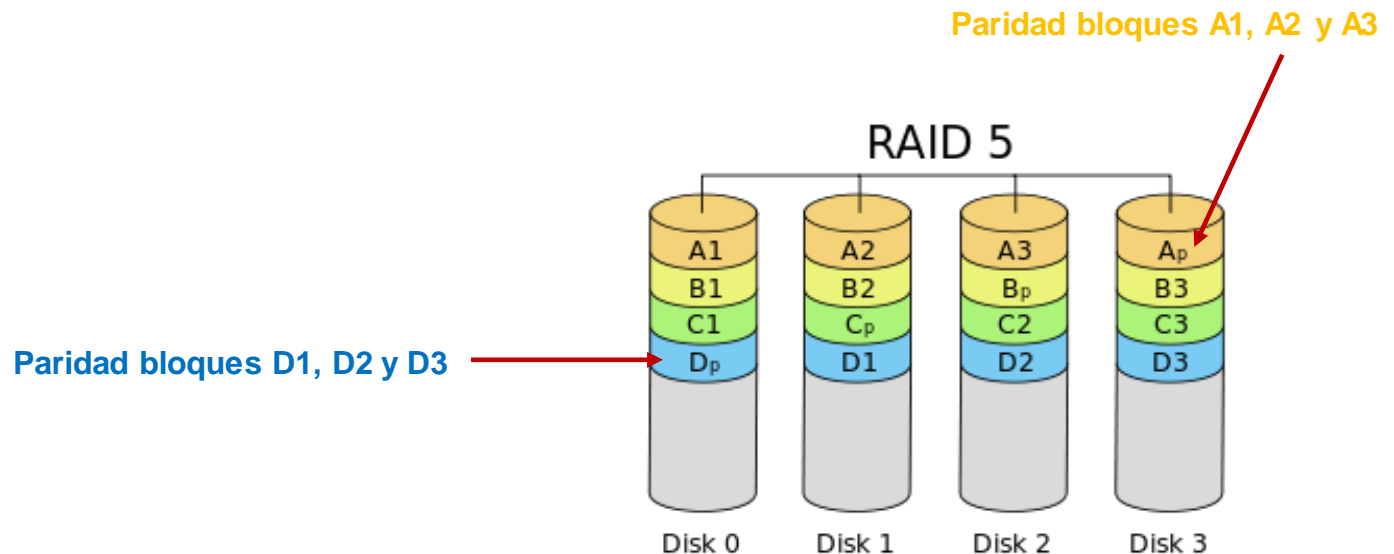 Paridad bloques A1, A2 y A3
RAID 5
A1 A2 A3 Ap
B1 B2 Bp B3
C1 Cp C2 C3
Paridad bloques D1, D2 y D3
Dp D1 D2 D3
Disk 0 Disk 1 Disk 2 Disk 3